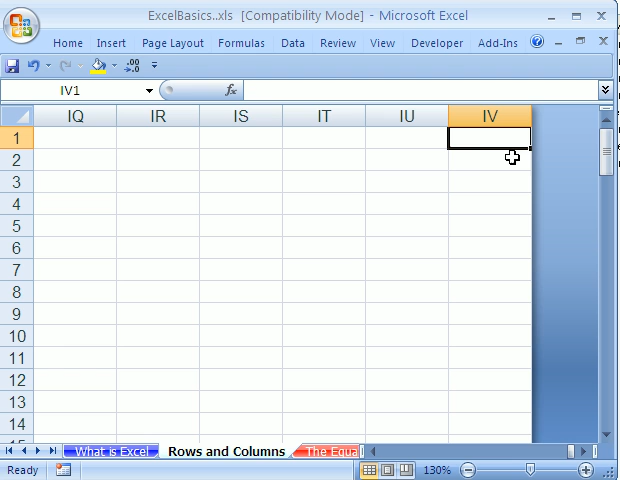 ExcelBasics..xls [Compatibility Mode] - Microsoft Excel
Home Insert Page Layout Formulas Data Review View Developer Add-Ins
IV1 fx
IQ IR IS IT IU IV
1
2
3
4
5
6
7
8
9
10
11
12
13
14
What is Excel Rows and Columns The Equa
Ready 130%